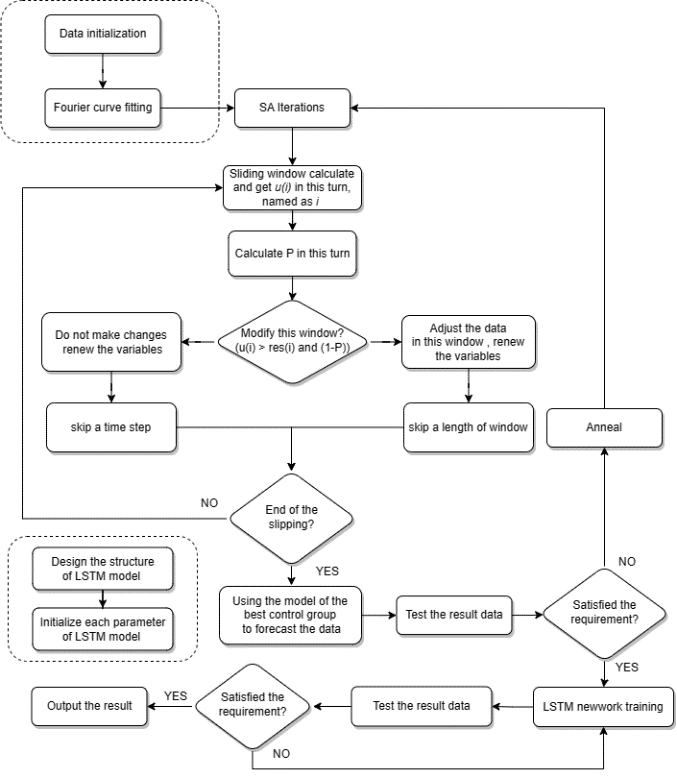 Data initialization
Fourier curve fitting
SA Iterations
Sliding window calculate
and get u(i) in this turn,
named as i
Calculate P in this turn
Modify this window?
(u(i) > res(i) and (1-P))
Do not make changes
renew the variables
Adjust the data
in this window , renew
the variables
skip a time step
skip a length of window
Anneal
NO
End of the
slipping?
YES
NO
Design the structure
of LSTM model
Initialize each parameter
of LSTM model
Using the model of the
best control group
to forecast the data
Test the result data
Satisfied the
requirement?
YES
LSTM newwork training
Test the result data
Satisfied the
requirement?
YES
Output the result
NO